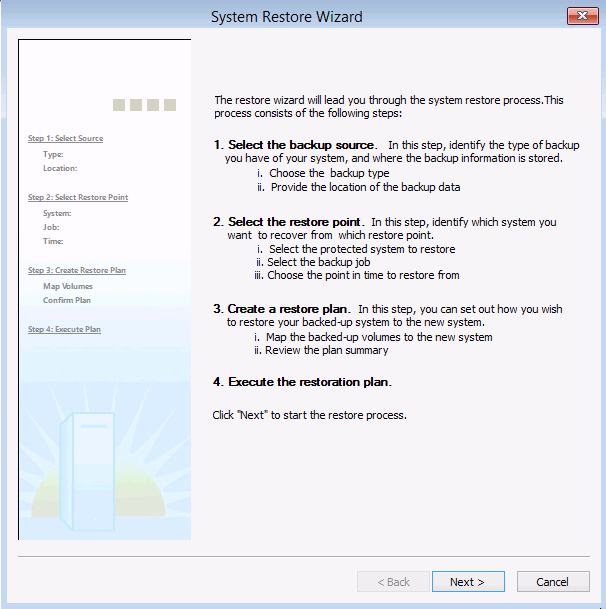 System Restore Wizard
Step 1: Select Source
Type:
Location:
Step 2: Select Restore Point
System:
Job:
Time:
Step 3: Create Restore Plan
Map Volumes
Confirm Plan
Step 4: Execute Plan
The restore wizard will lead you through the system restore process.This
process consists of the following steps:
1. Select the backup source. In this step, identify the type of backup
you have of your system, and where the backup information is stored.
i. Choose the backup type
ii. Provide the location of the backup data
2. Select the restore point. In this step, identify which system you
want to recover from which restore point.
i. Select the protected system to restore
ii. Select the backup job
iii. Choose the point in time to restore from
3. Create a restore plan. In this step, you can set out how you wish
to restore your backed-up system to the new system.
i. Map the backed-up volumes to the new system
ii. Review the plan summary
4. Execute the restoration plan.
Click "Next" to start the restore process.
< Back
Next >
Cancel